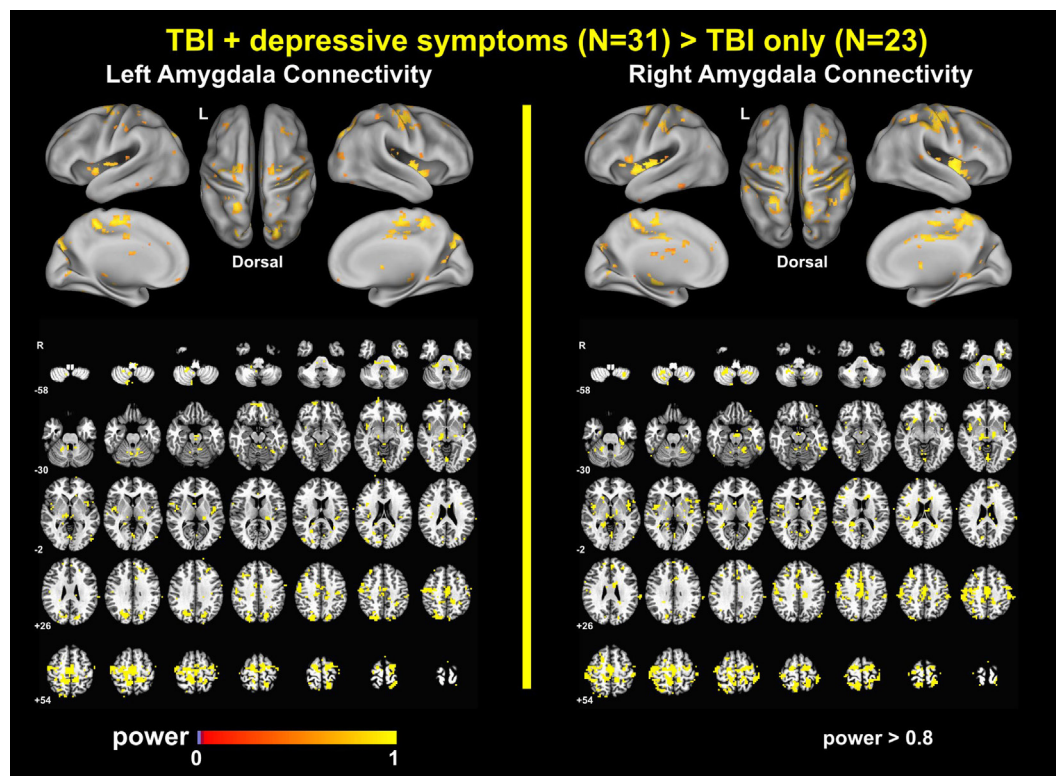 TBI + depressive symptoms (N=31) > TBI only (N=23)
Left Amygdala Connectivity
Right Amygdala Connectivity
L
L
Dorsal
Dorsal
R
-58
-30
-2
+26
+54
R
-58
-30
-2
+26
+54
power
0 1
power > 0.8